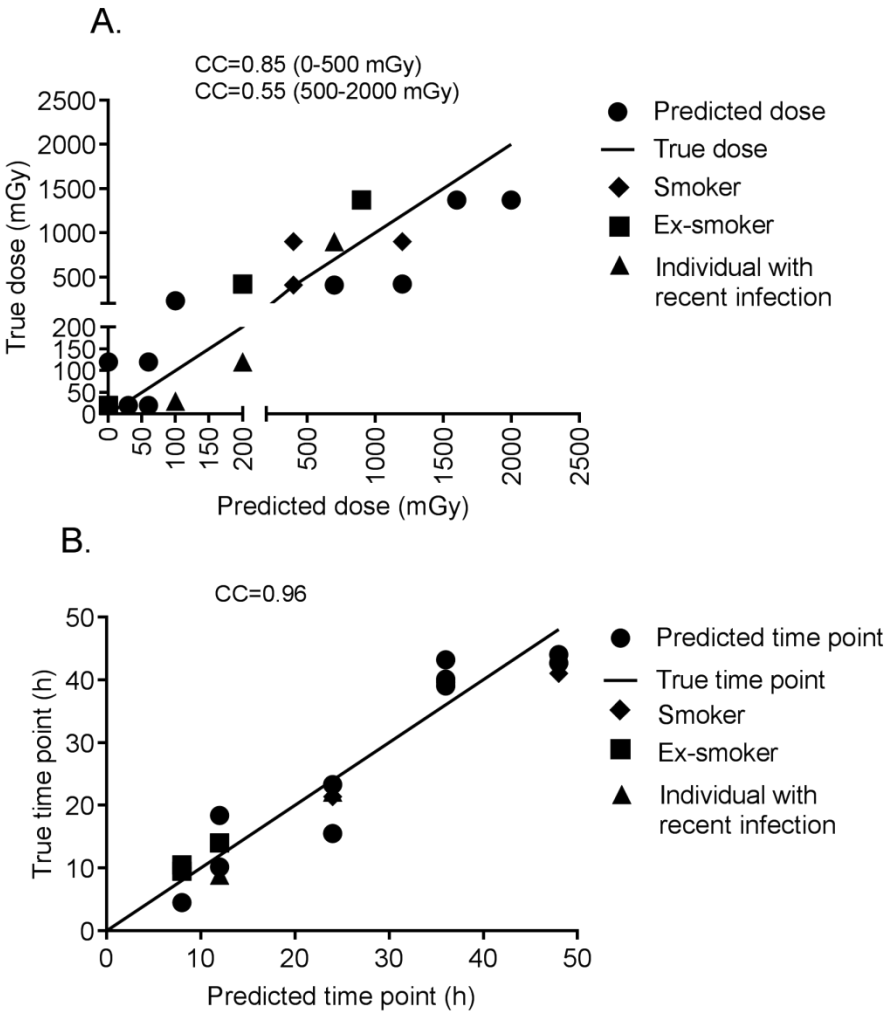 A.
CC=0.85 (0-500 mGy)
CC=0.55 (500-2000 mGy)
True dose (mGy)
2500
2000
1500
1000
500
200
150
100
50
0
0
50
100
150
200
500
1000
1500
2000
2500
Predicted dose (mGy)
Predicted dose
True dose
Smoker
Ex-smoker
Individual with
recent infection
B.
CC=0.96
True time point (h)
50
40
30
20
10
0
0
10
20
30
40
50
Predicted time point (h)
Predicted time point
True time point
Smoker
Ex-smoker
Individual with
recent infection